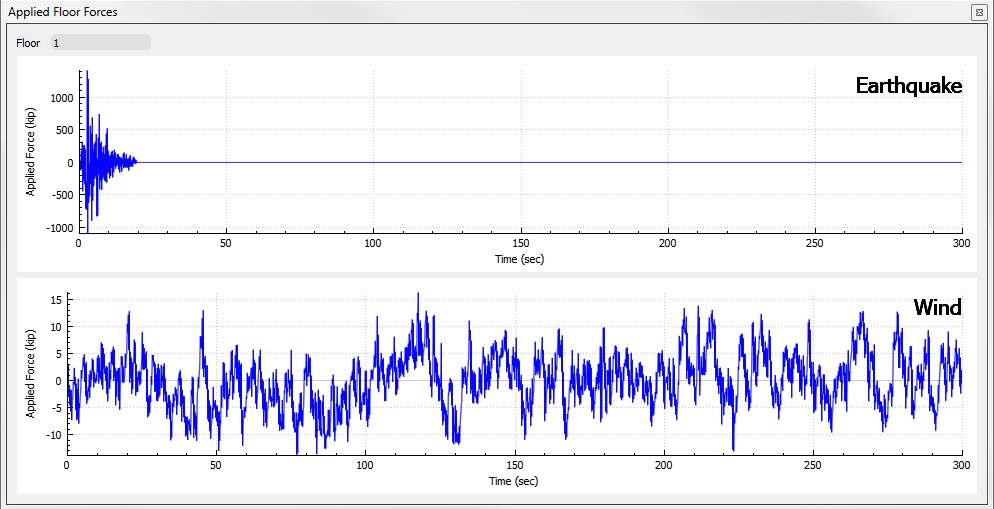 Applied Floor Forces
Floor 1
Earthquake
Applied Force (kip)
1000
500
0
-500
-1000
0 50 100 150 200 250 300
Time (sec)
Wind
Applied Force (kip)
15
10
5
0
-5
-10
0 50 100 150 200 250 300
Time (sec)